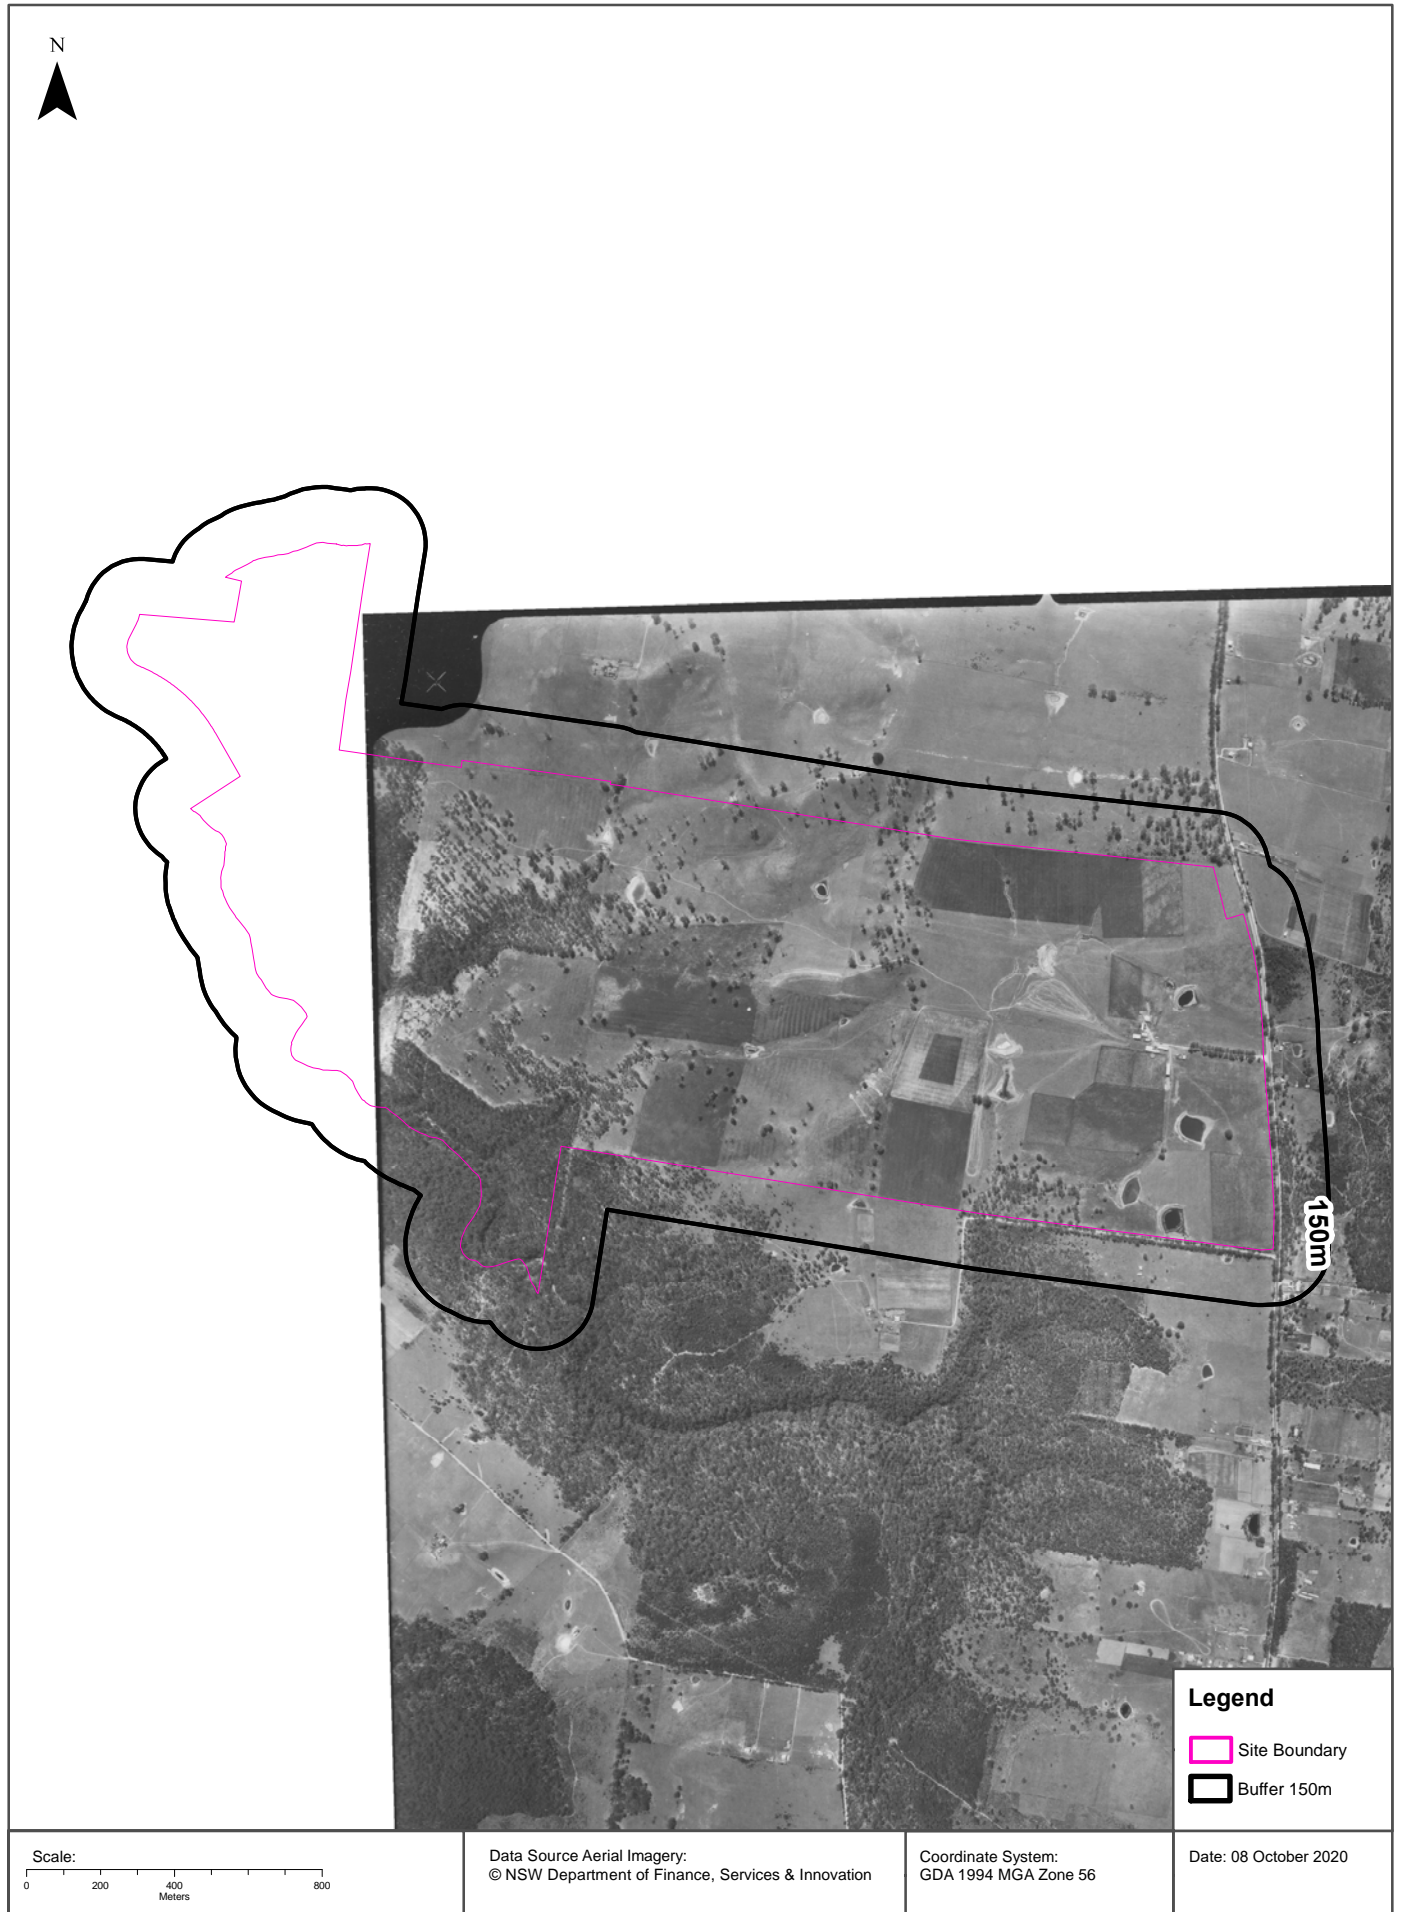 N
150m
Legend
Site Boundary
Buffer 150m
Scale:
0 200 400 800
Meters
Data Source Aerial Imagery:
© NSW Department of Finance, Services & Innovation
Coordinate System:
GDA 1994 MGA Zone 56
Date: 08 October 2020